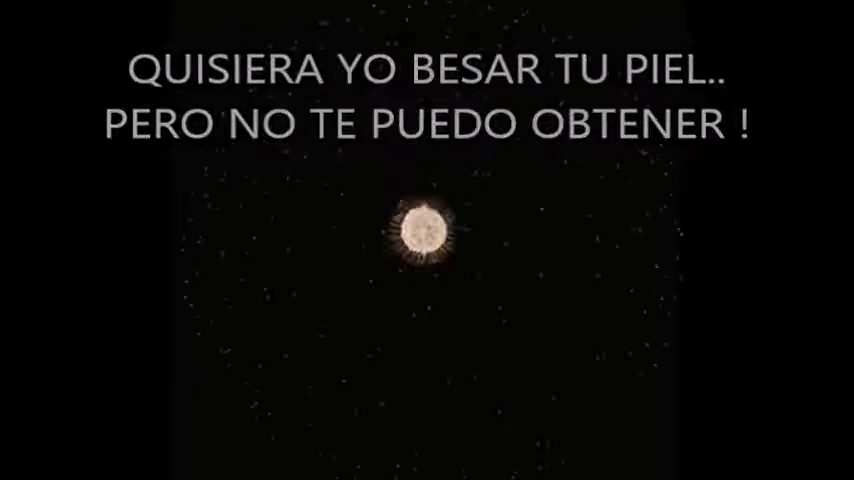 QUISIERA YO BESAR TU PIEL..
PERO NO TE PUEDO OBTENER !